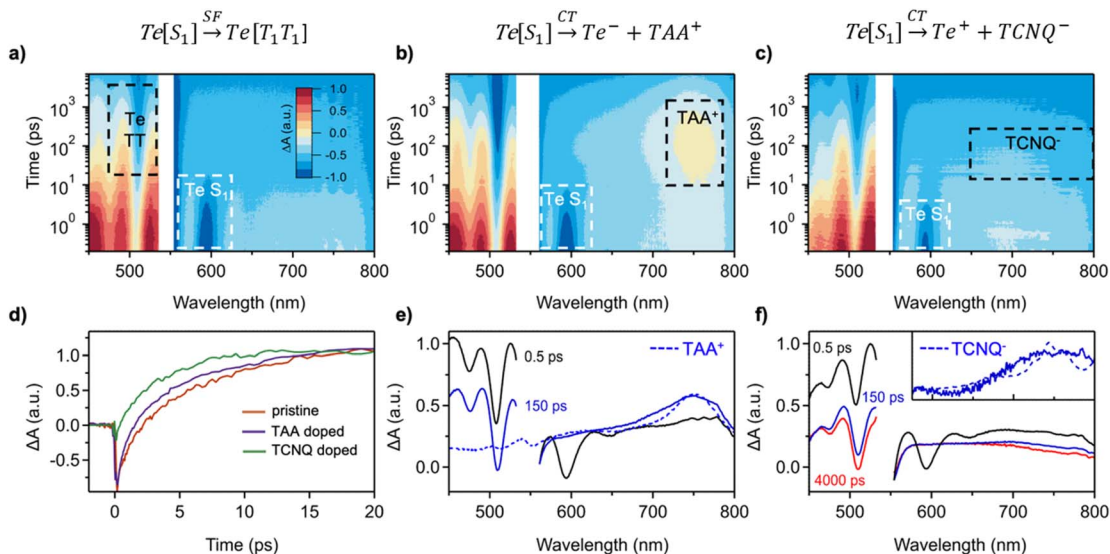 Te[S₁] SF→ Te[T₁T₁]
Te[S₁] CT→ Te⁻ + TAA⁺
Te[S₁] CT→ Te⁺ + TCNQ⁻
a)
b)
c)
Time (ps)
10³
10²
10¹
10⁰
Te
TT
Te S₁
ΔA (a.u.)
1.0
0.5
0.0
-0.5
-1.0
500 600 700 800
Wavelength (nm)
Time (ps)
10³
10²
10¹
10⁰
TAA⁺
Te S₁
500 600 700 800
Wavelength (nm)
Time (ps)
10³
10²
10¹
10⁰
TCNQ⁻
Te S₁
500 600 700 800
Wavelength (nm)
d)
e)
f)
ΔA (a.u.)
1.0
0.5
0.0
-0.5
pristine
TAA doped
TCNQ doped
0 5 10 15 20
Time (ps)
ΔA (a.u.)
1.0
0.5
0.0
0.5 ps
TAA⁺
150 ps
500 600 700 800
Wavelength (nm)
ΔA (a.u.)
1.0
0.5
0.0
0.5 ps
TCNQ⁻
150 ps
4000 ps
500 600 700 800
Wavelength (nm)